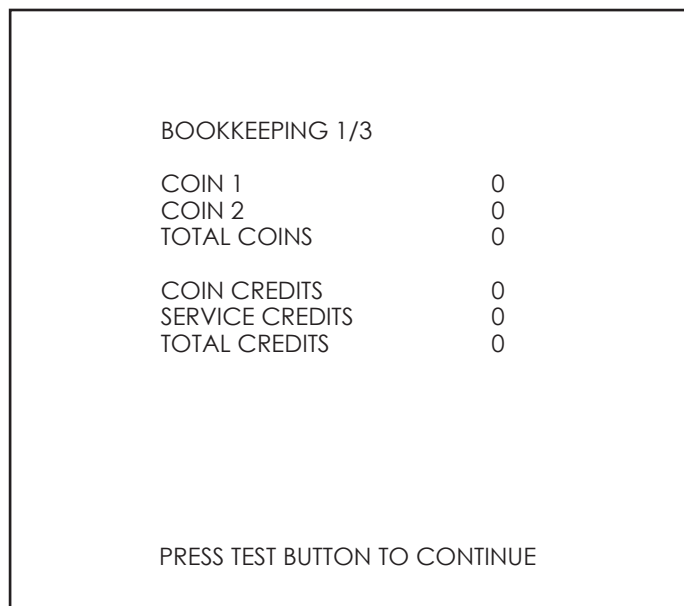 BOOKKEEPING 1/3
COIN 1 0
COIN 2 0
TOTAL COINS 0
COIN CREDITS 0
SERVICE CREDITS 0
TOTAL CREDITS 0
PRESS TEST BUTTON TO CONTINUE